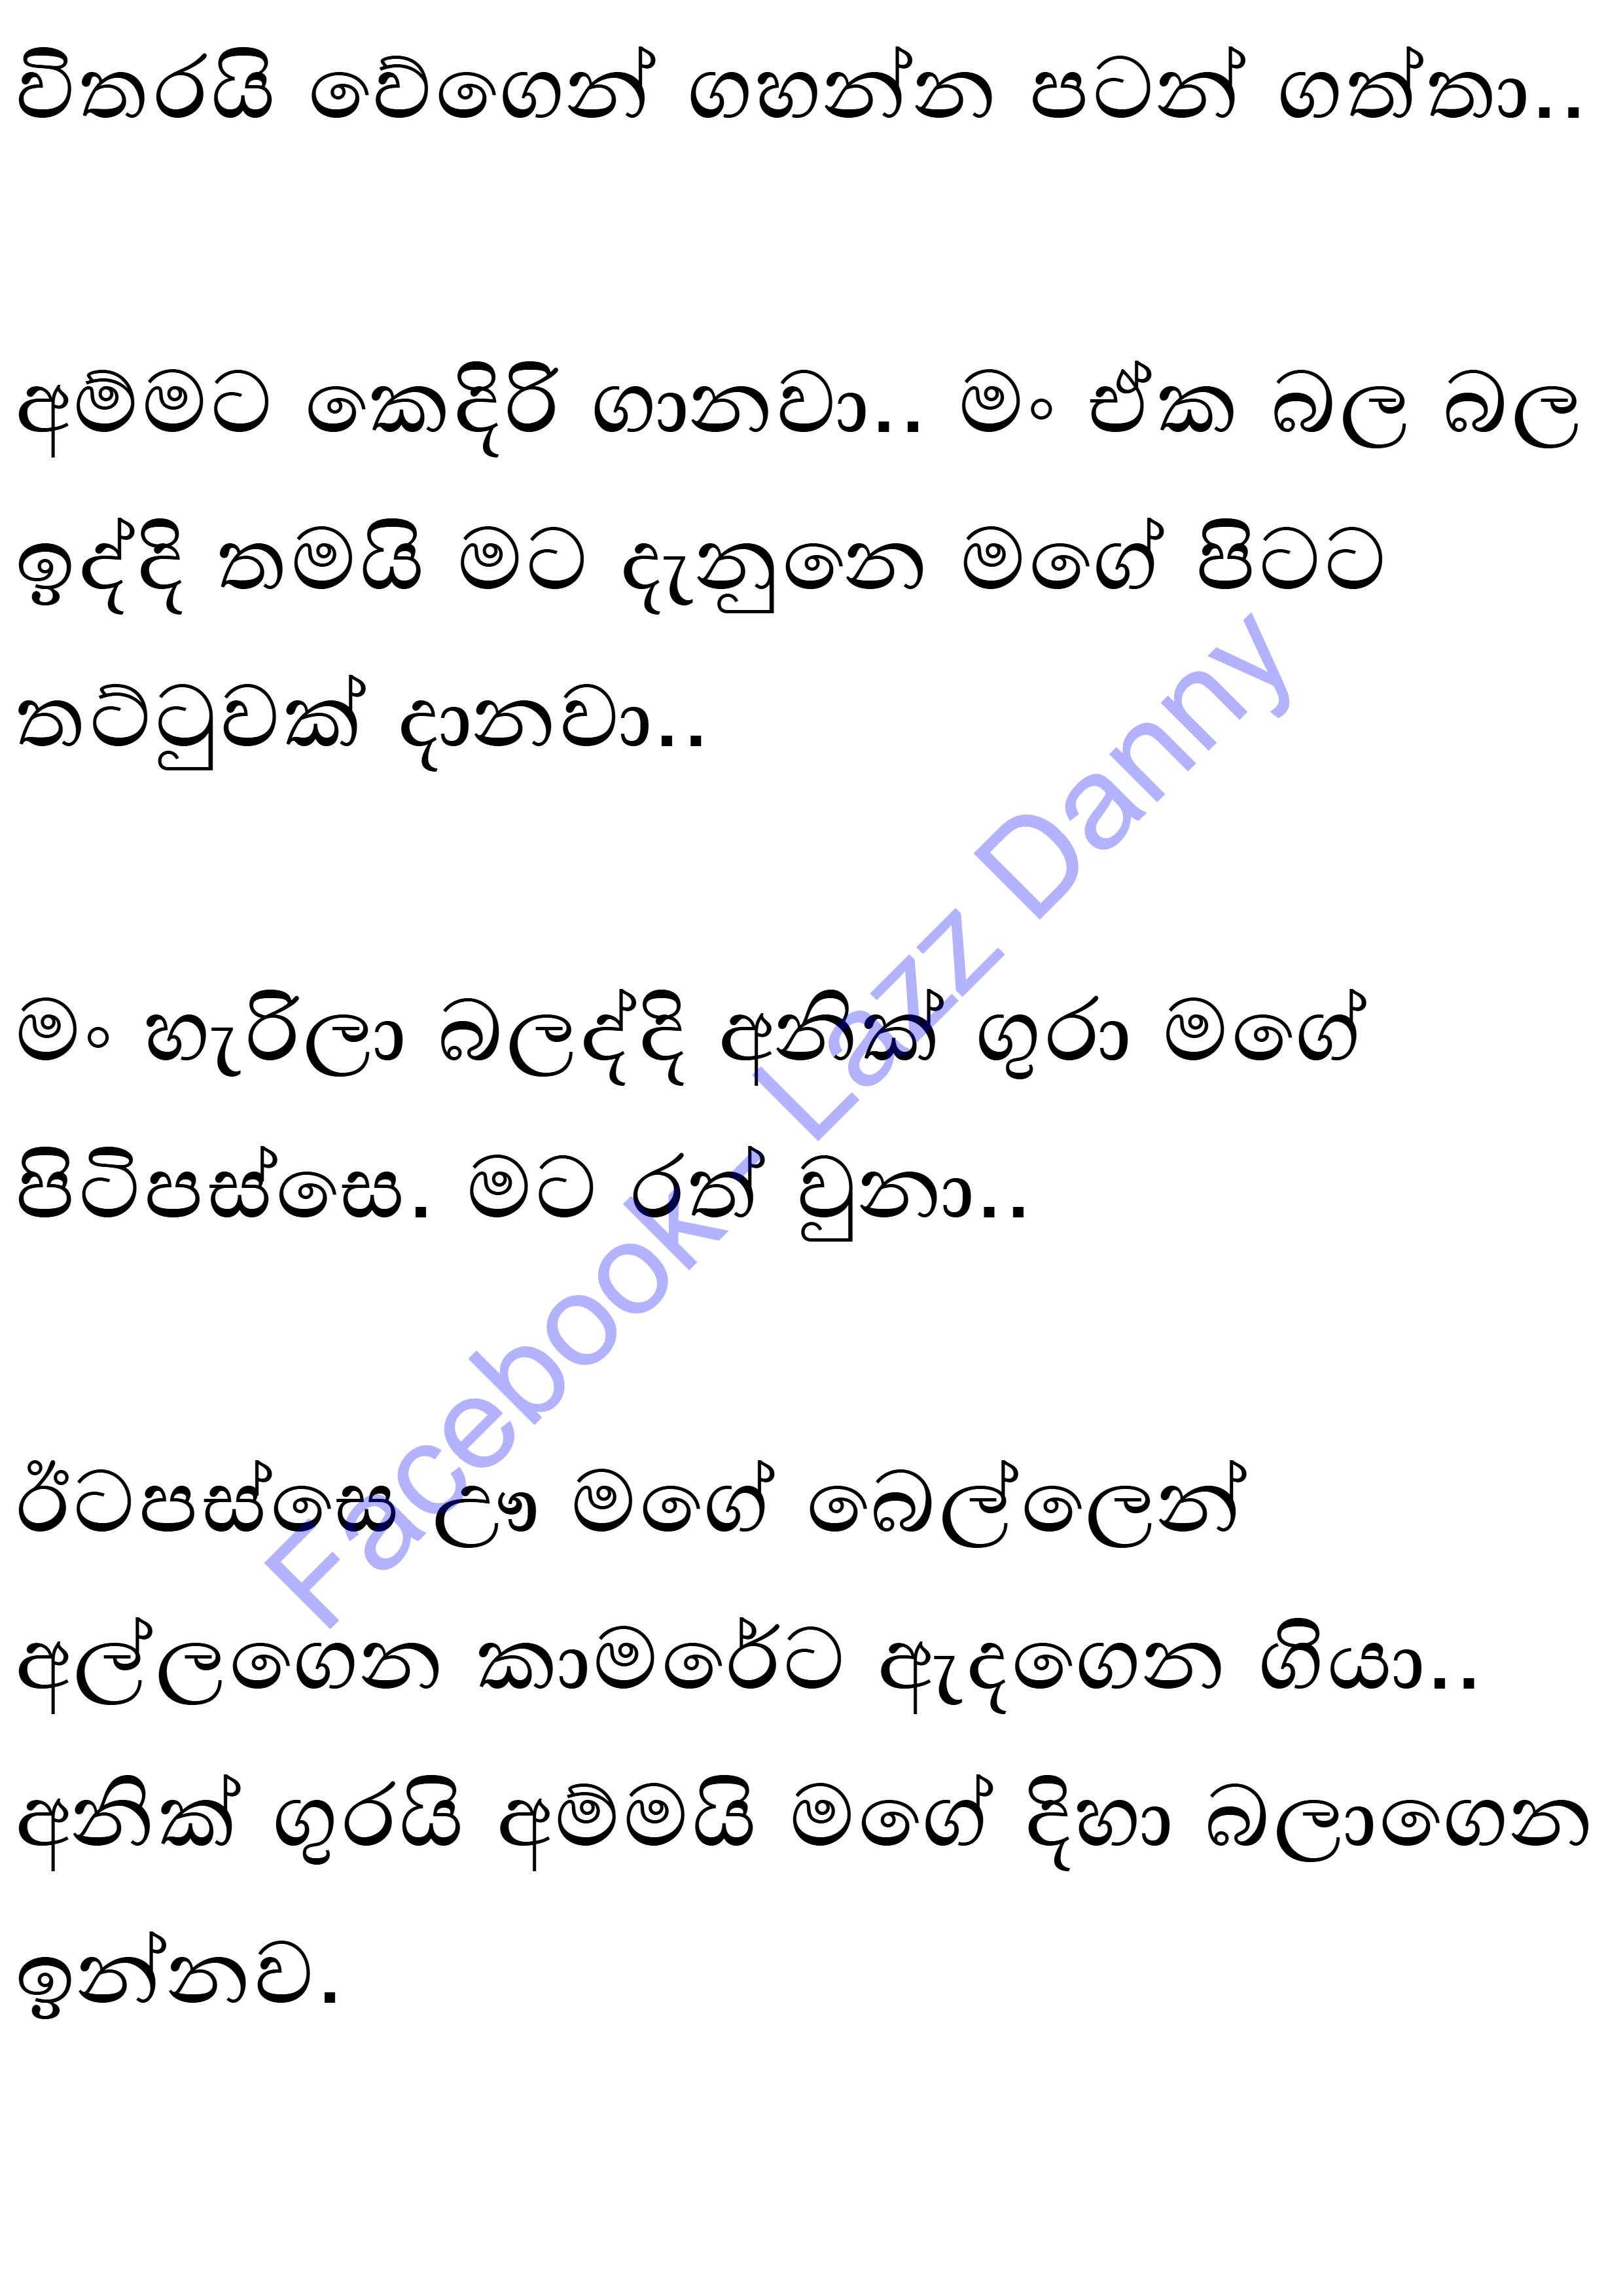 විතරයි වේගෙන් ගහන්න පටන් ගත්තා..
අම්මට කෙඳිරි ගානවා.. මං ඒක බල බල
ඉද්දි තමයි මට දැනුනෙ මගේ පිටට
තට්ටුවක් දානවා..
මං හැරිලා බලද්දි අනික් ගුරා මගේ
පිටිපස්සෙ. මට රත් වුනා..
ඊටපස්සෙ ඌ මගේ බෙල්ලෙන්
අල්ලගෙන කාමරේට ඇදගෙන ගියා..
අනික් ගුරයි අම්මයි මගේ දිහා බලාගෙන
ඉන්නව.
Facebook - Lazz Danny